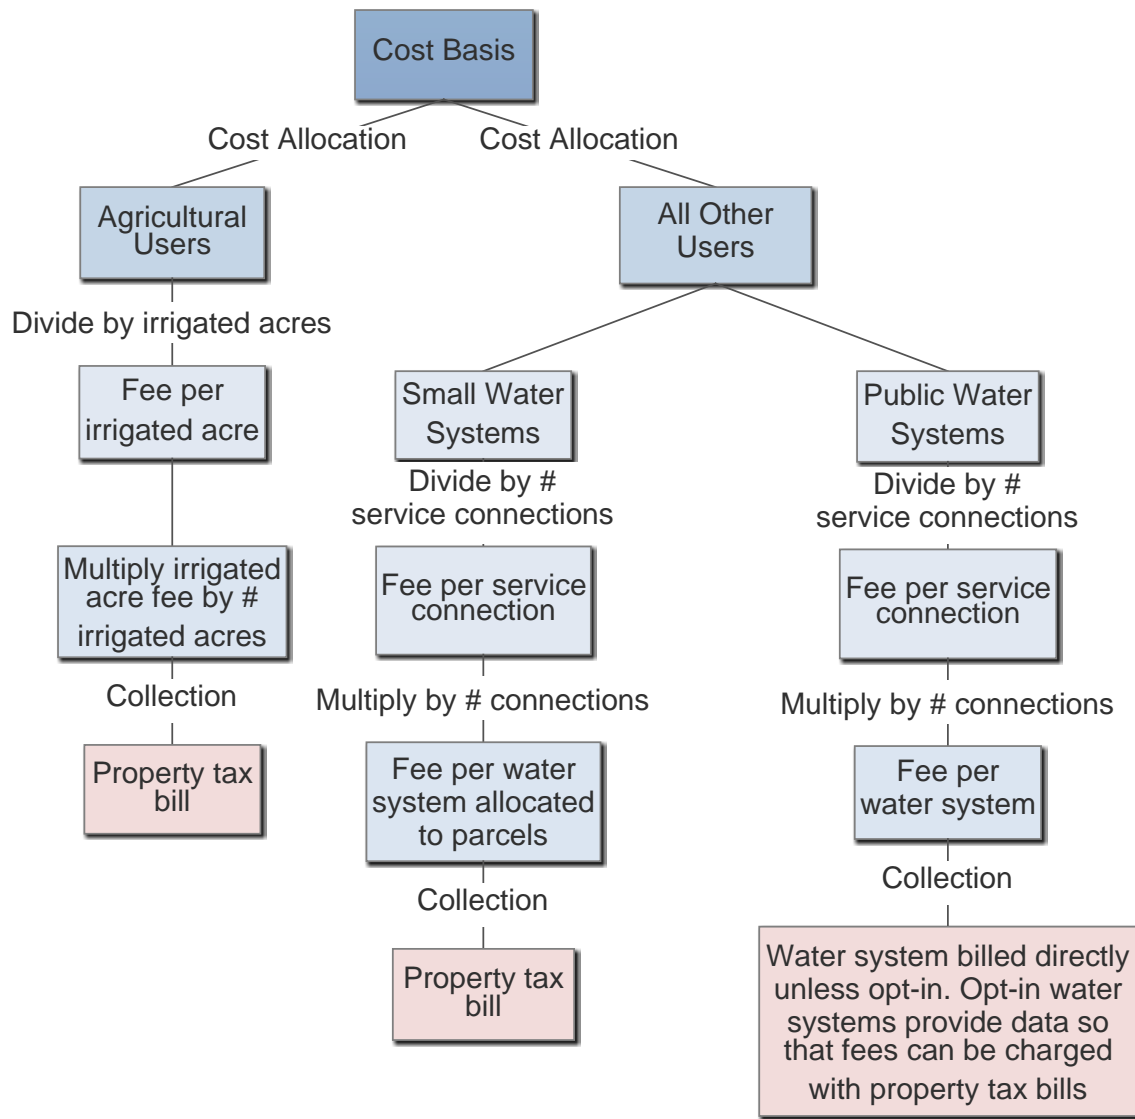 Cost Basis
Cost Allocation
Cost Allocation
Agricultural
Users
All Other
Users
Divide by irrigated acres
Fee per
irrigated acre
Small Water
Systems
Public Water
Systems
Divide by #
service connections
Divide by #
service connections
Multiply irrigated
acre fee by #
irrigated acres
Fee per service
connection
Fee per service
connection
Collection
Multiply by # connections
Multiply by # connections
Property tax
bill
Fee per water
system allocated
to parcels
Fee per
water system
Collection
Collection
Property tax
bill
Water system billed directly
unless opt-in. Opt-in water
systems provide data so
that fees can be charged
with property tax bills